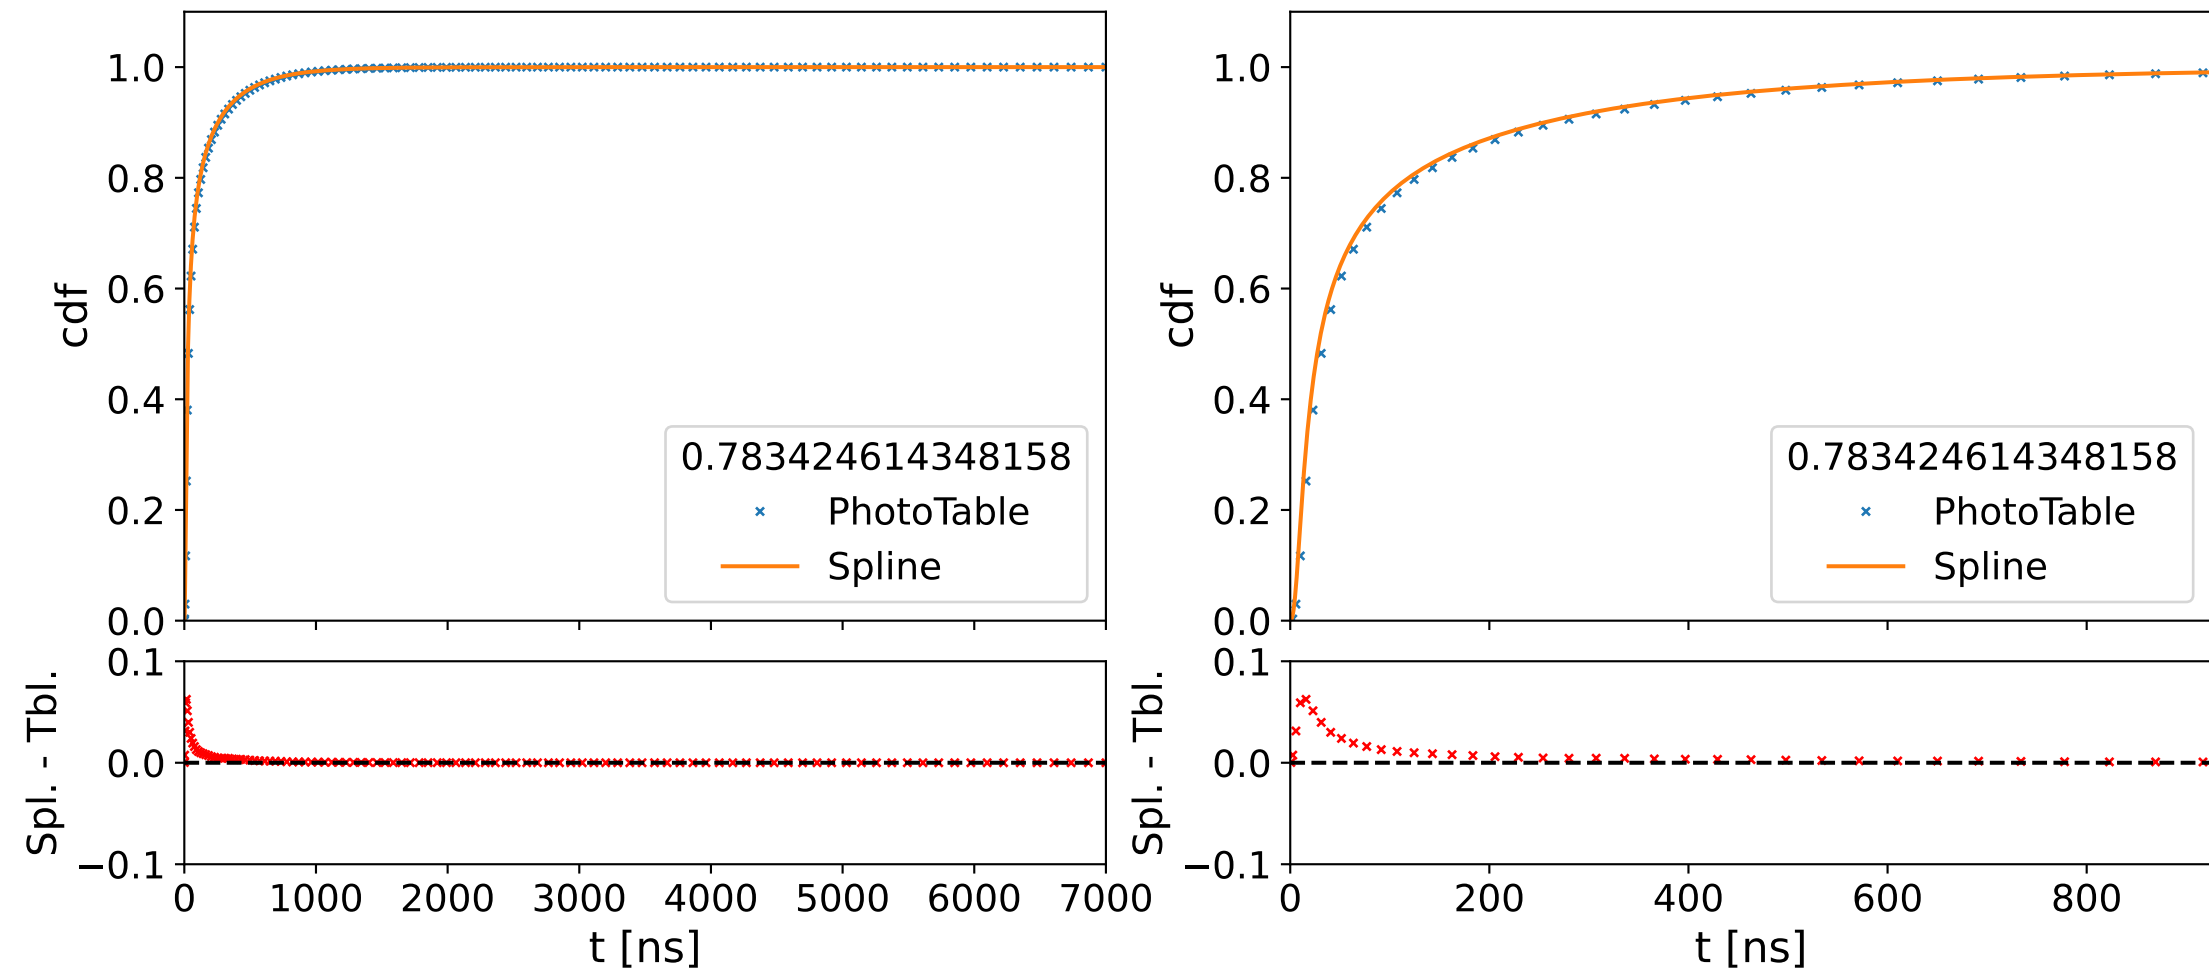 1.0
0.8
0.6
0.4
0.2
0.0
cdf
0.783424614348158
PhotoTable
Spline
0.1
0.0
−0.1
Spl. - Tbl.
0 1000 2000 3000 4000 5000 6000 7000
t [ns]
1.0
0.8
0.6
0.4
0.2
0.0
cdf
0.783424614348158
PhotoTable
Spline
0.1
0.0
−0.1
Spl. - Tbl.
0 200 400 600 800
t [ns]